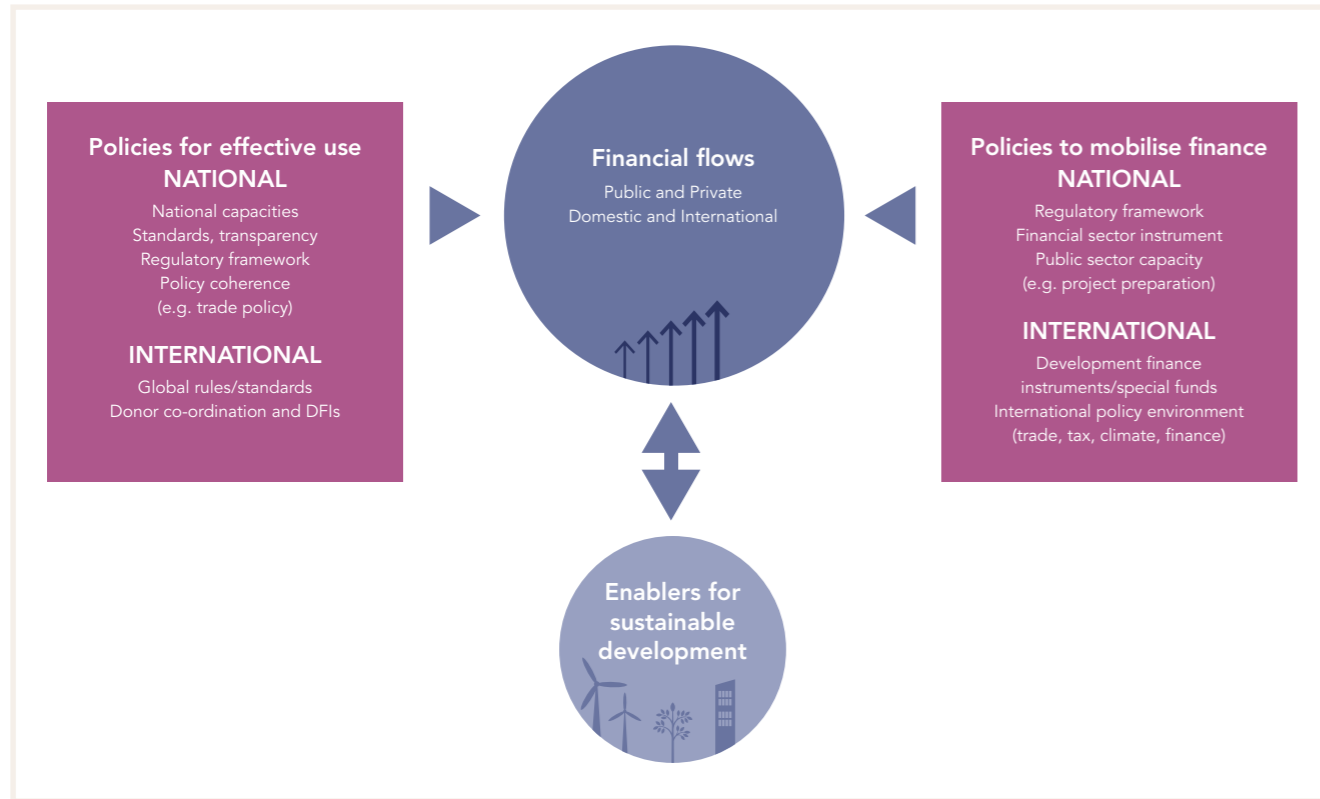 Policies for effective use
NATIONAL
National capacities
Standards, transparency
Regulatory framework
Policy coherence
(e.g. trade policy)
INTERNATIONAL
Global rules/standards
Donor co-ordination and DFIs
Financial flows
Public and Private
Domestic and International
Policies to mobilise finance
NATIONAL
Regulatory framework
Financial sector instrument
Public sector capacity
(e.g. project preparation)
INTERNATIONAL
Development finance
instruments/special funds
International policy environment
(trade, tax, climate, finance)
Enablers for
sustainable
development